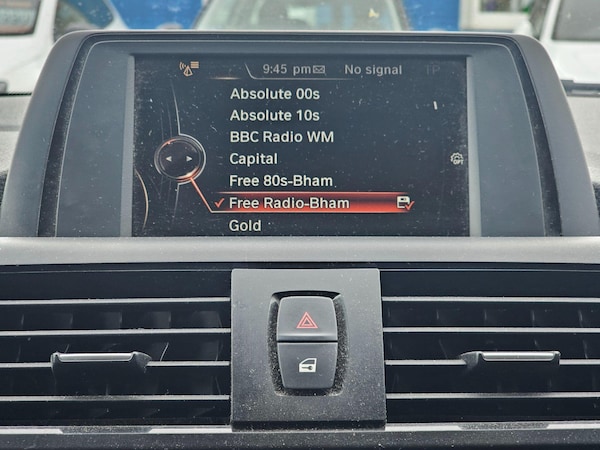 9:45 pm No signal TP
Absolute 00s
Absolute 10s
BBC Radio WM
Capital
OPT
Free 80s-Bham
Free Radio-Bham
Gold